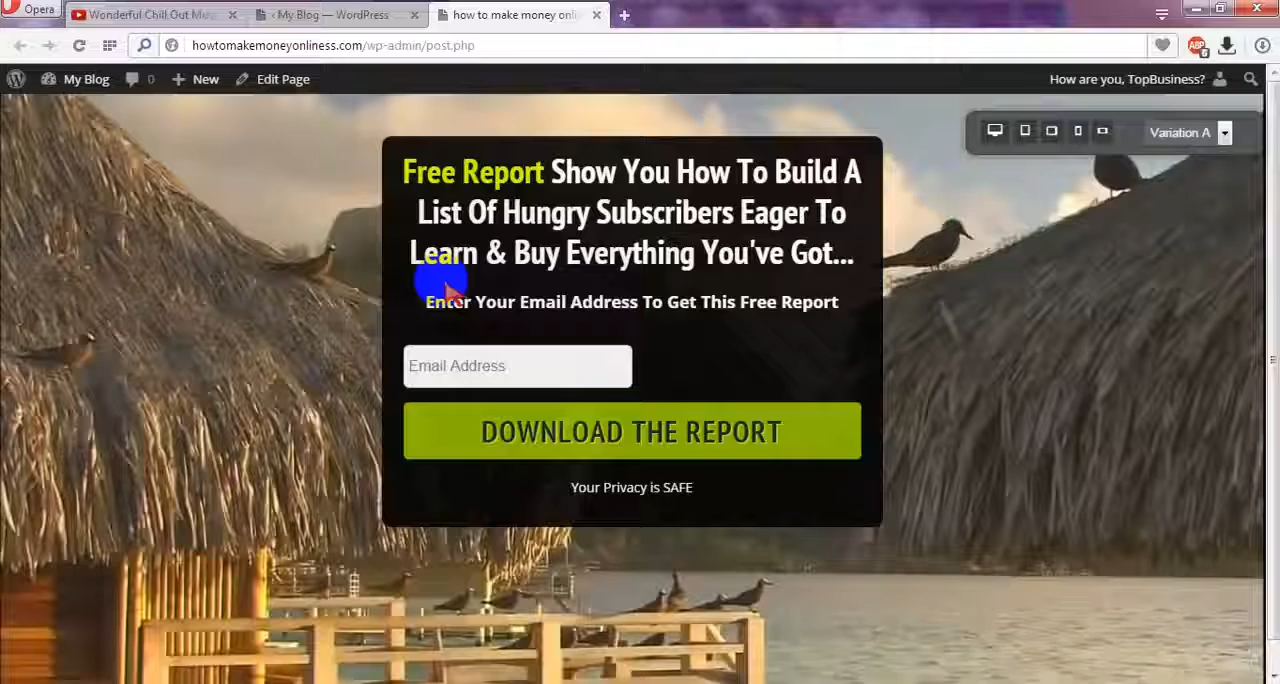 Opera
Wonderful Chill Out Mu
‹ My Blog — WordPress
how to make money onli
howtomakemoneyonliness.com/wp-admin/post.php
ABP
My Blog
0
New
Edit Page
How are you, TopBusiness?
Variation A
Free Report Show You How To Build A
List Of Hungry Subscribers Eager To
Learn & Buy Everything You've Got...
Enter Your Email Address To Get This Free Report
Email Address
DOWNLOAD THE REPORT
Your Privacy is SAFE